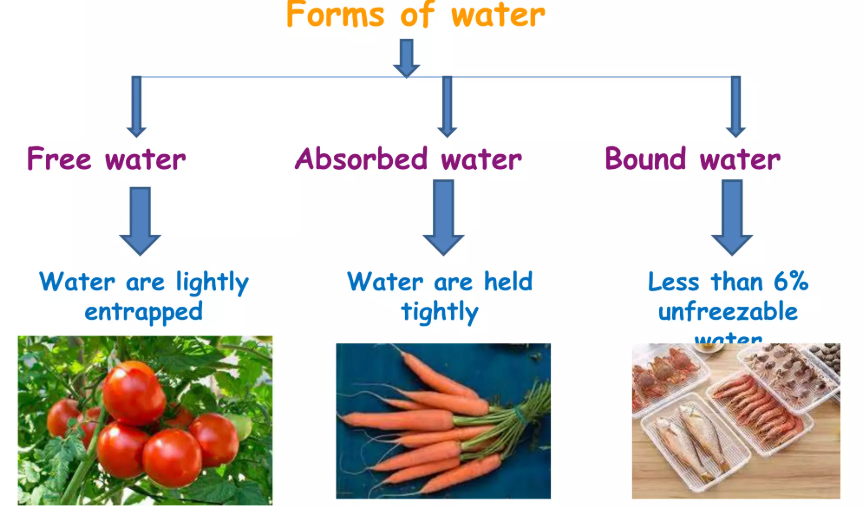 Forms of water
Free water
Absorbed water
Bound water
Water are lightly
entrapped
Water are held
tightly
Less than 6%
unfreezable
water